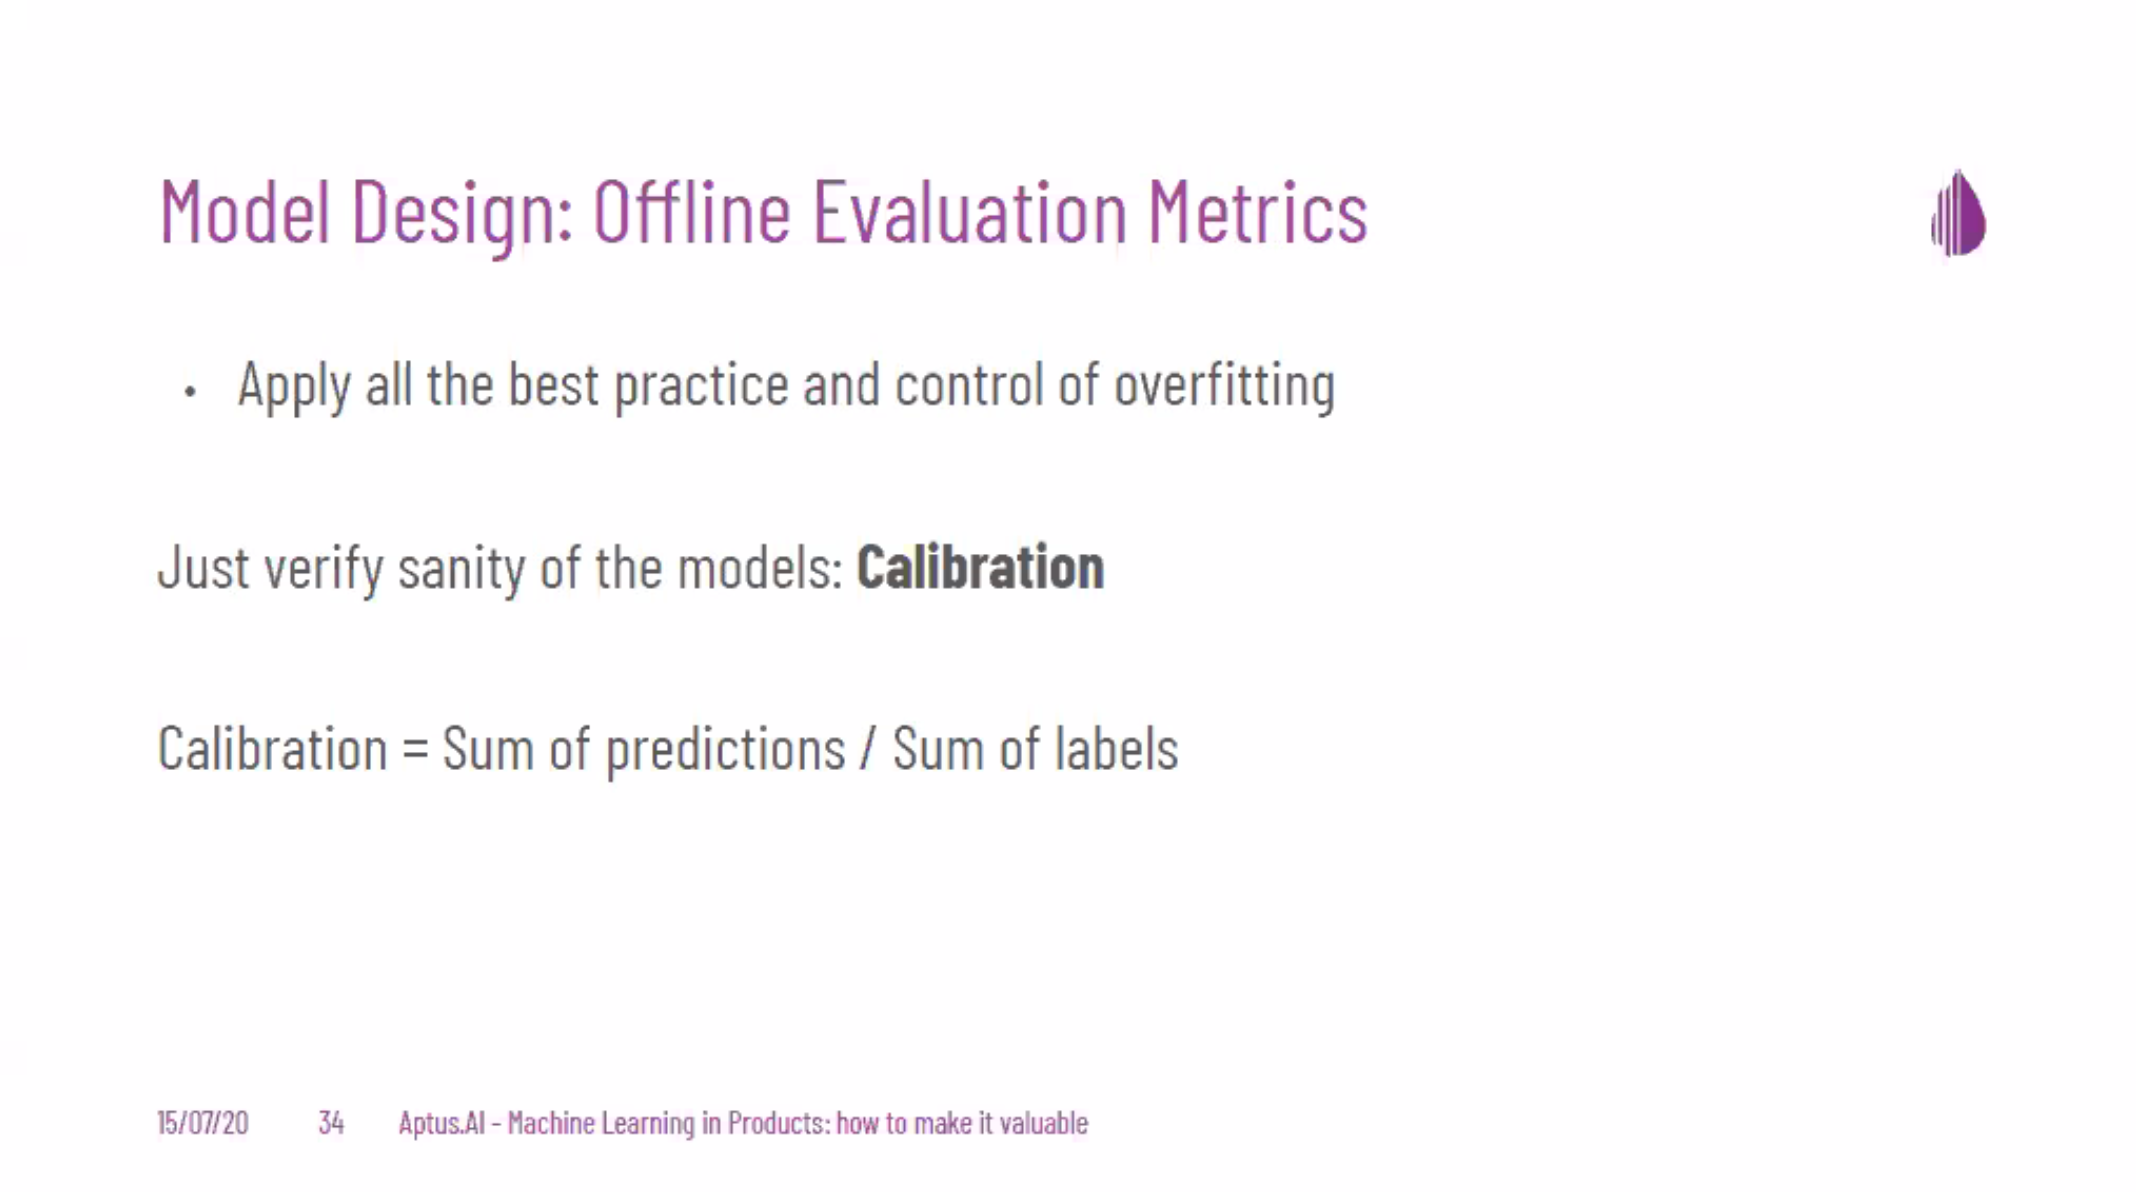 Model Design: Offline Evaluation Metrics
• Apply all the best practice and control of overfitting
Just verify sanity of the models: Calibration
Calibration = Sum of predictions / Sum of labels
15/07/20 34 Aptus.AI - Machine Learning in Products: how to make it valuable